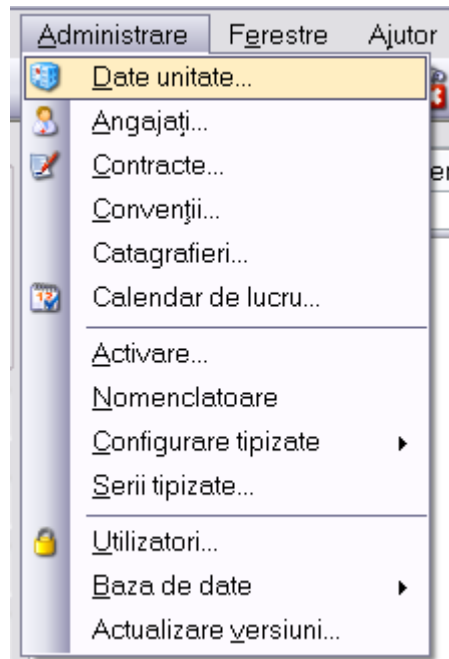 Administrare Ferestre Ajutor
Date unitate...
Angajați...
Contracte...
Convenţii...
Catagrafieri...
Calendar de lucru...
Activare...
Nomenclatoare
Configurare tipizate
Serii tipizate...
Utilizatori...
Baza de date
Actualizare versiuni...